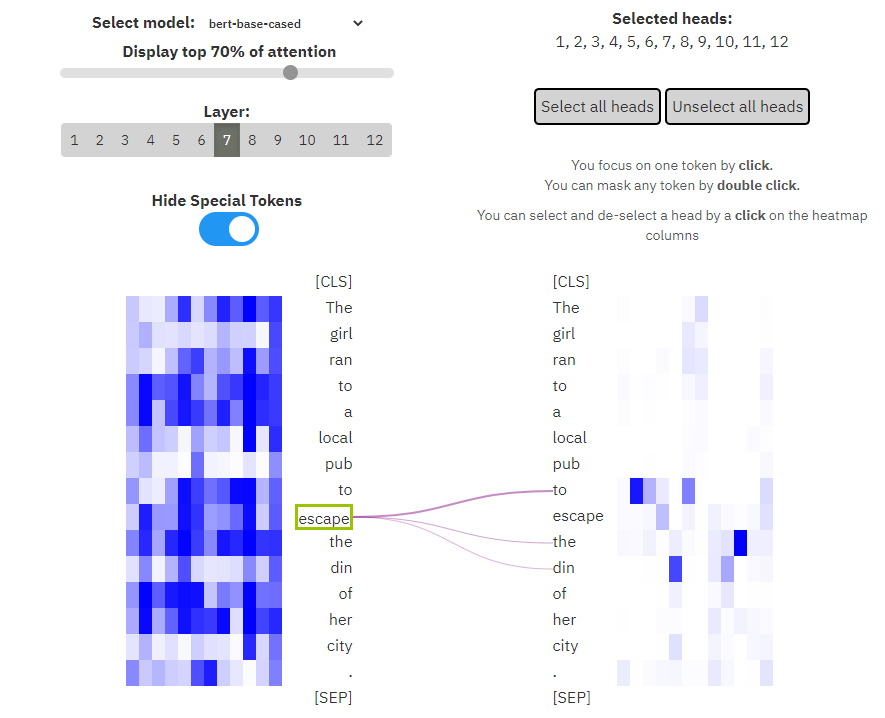 Select model: bert-base-cased
Display top 70% of attention
Layer:
1 2 3 4 5 6 7 8 9 10 11 12
Hide Special Tokens
Selected heads:
1, 2, 3, 4, 5, 6, 7, 8, 9, 10, 11, 12
Select all heads Unselect all heads
You focus on one token by click.
You can mask any token by double click.
You can select and de-select a head by a click on the heatmap
columns
[CLS] [CLS]
The The
girl girl
ran ran
to to
a a
local local
pub pub
to to
escape escape
the the
din din
of of
her her
city city
. .
[SEP] [SEP]